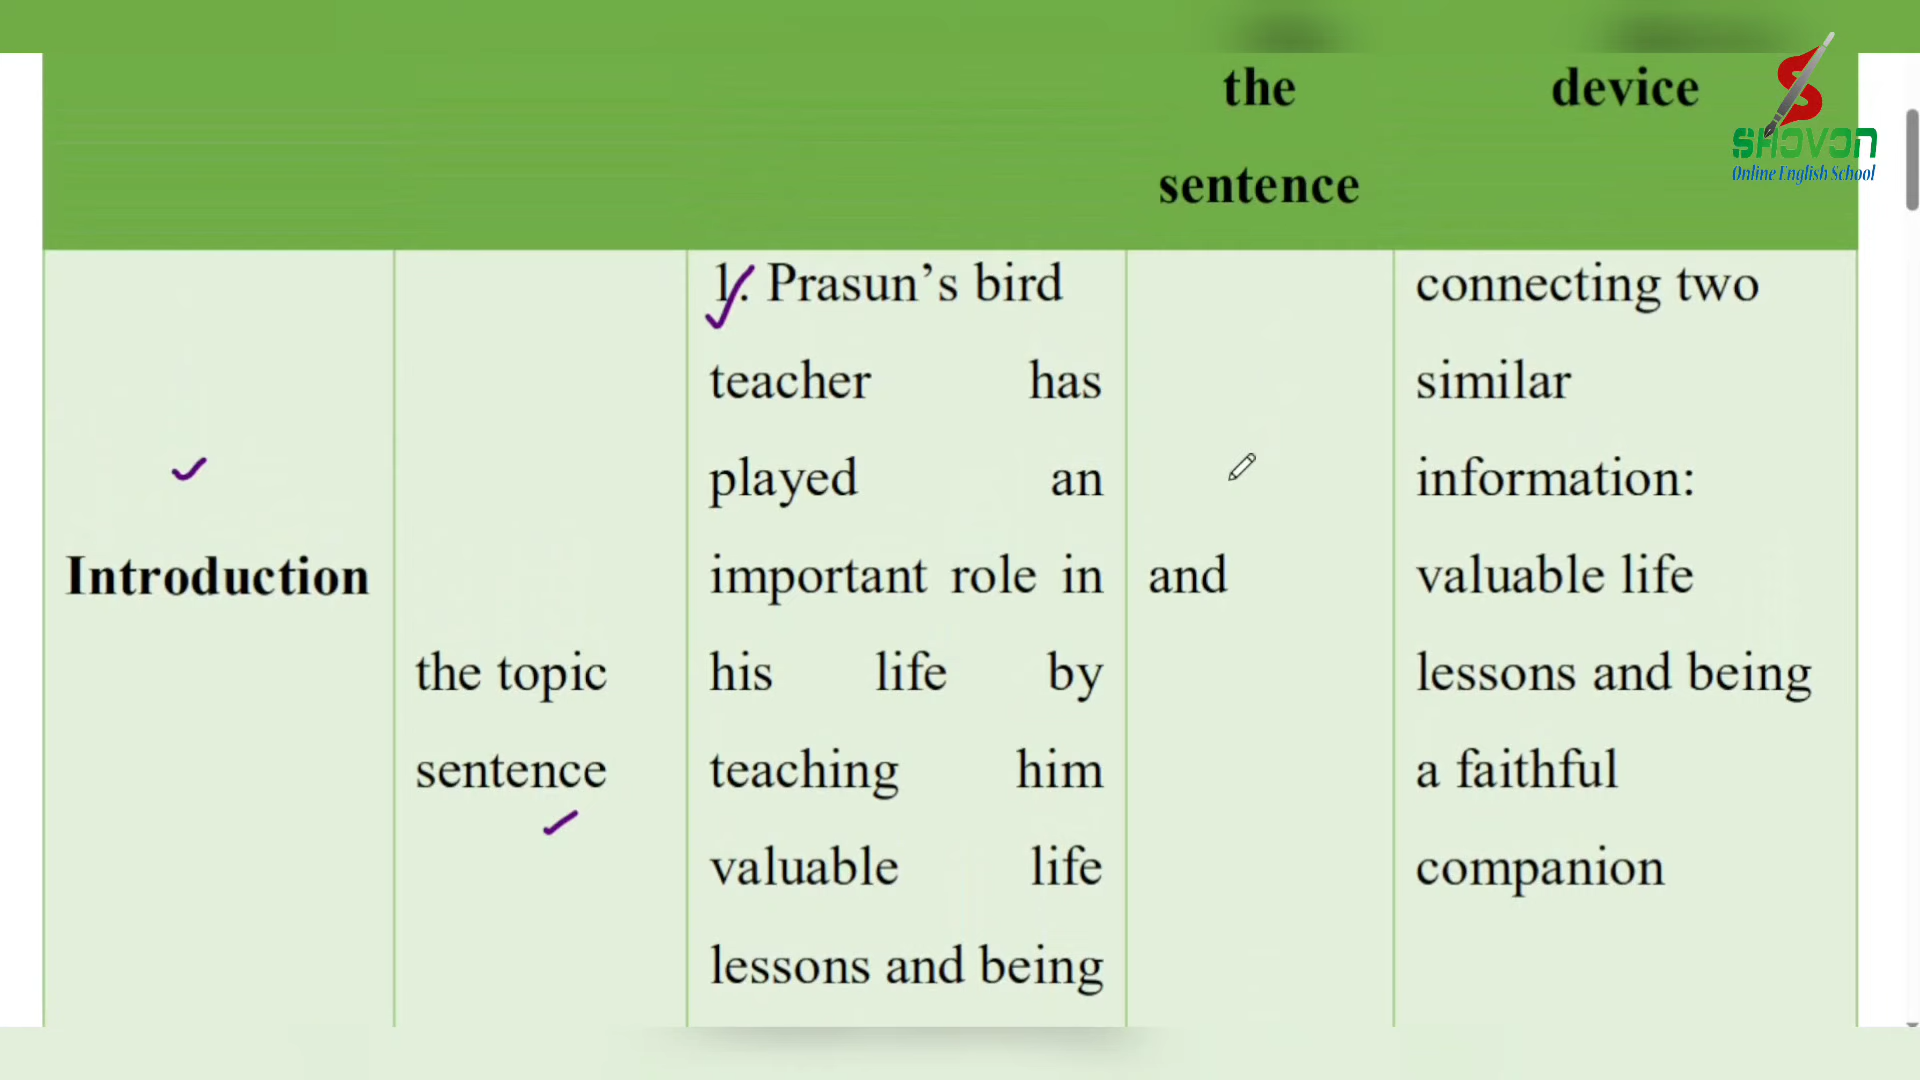 the
sentence
device
SHOVON
Online English School
Introduction
the topic
sentence
1. Prasun’s bird
teacher has
played an
important role in
his life by
teaching him
valuable life
lessons and being
and
connecting two
similar
information:
valuable life
lessons and being
a faithful
companion